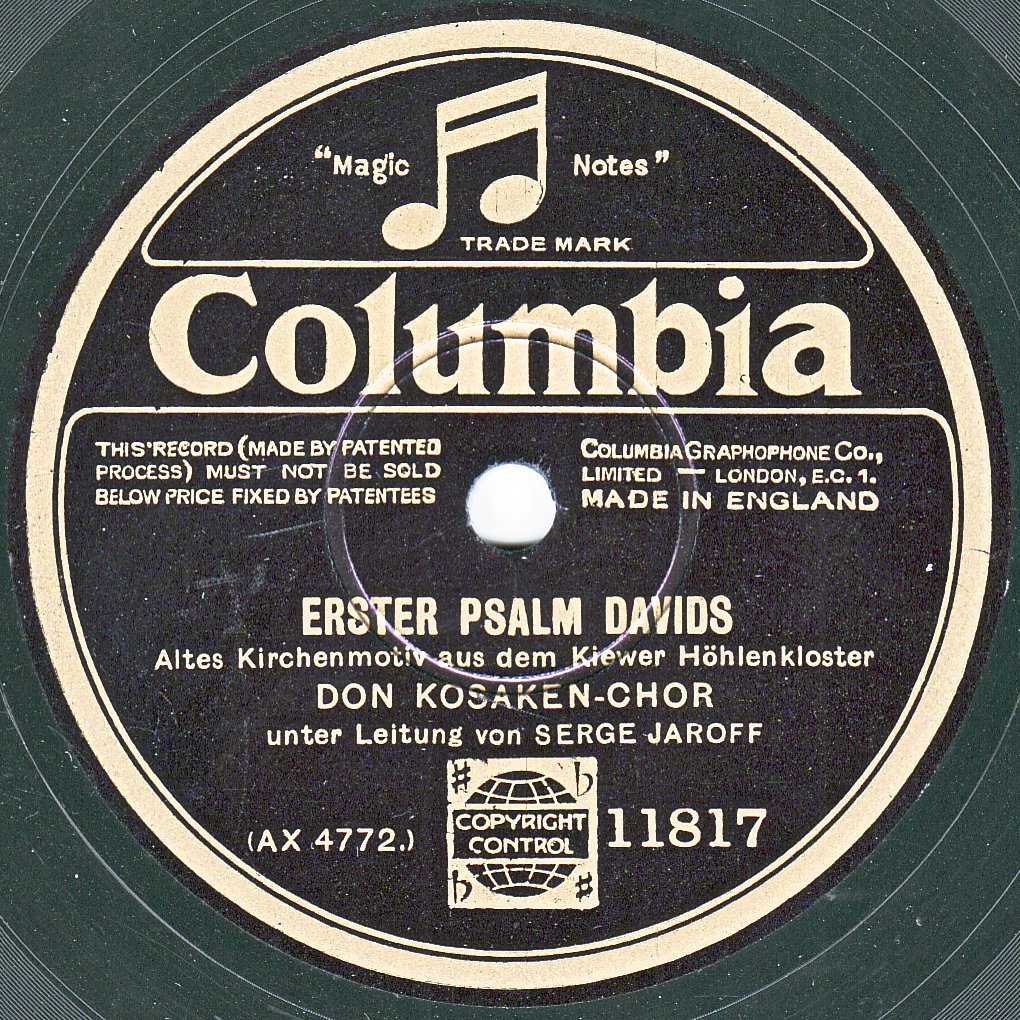 "Magic Notes"
TRADE MARK
Columbia
THIS RECORD (MADE BY PATENTED
PROCESS) MUST NOT BE SOLD
BELOW PRICE FIXED BY PATENTEES
COLUMBIA GRAPHOPHONE CO.,
LIMITED — LONDON, E.C. 1.
MADE IN ENGLAND
ERSTER PSALM DAVIDS
Altes Kirchenmotiv aus dem Kiewer Höhlenkloster
DON KOSAKEN-CHOR
unter Leitung von SERGE JAROFF
(AX 4772.)
COPYRIGHT
CONTROL
11817